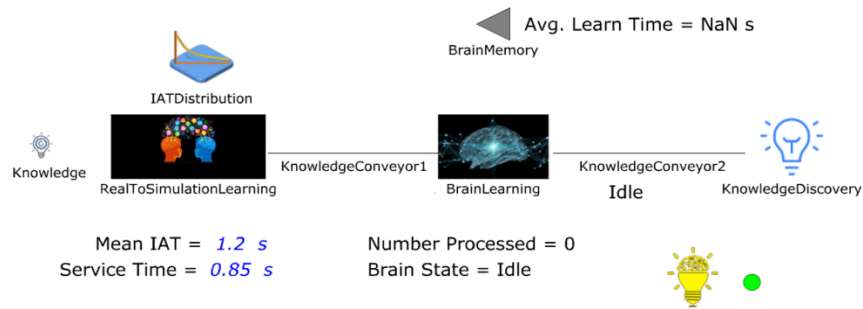 Avg. Learn Time = NaN s
BrainMemory
IATDistribution
Knowledge
RealToSimulationLearning
KnowledgeConveyor1
BrainLearning
KnowledgeConveyor2
Idle
KnowledgeDiscovery
Mean IAT = 1.2 s
Service Time = 0.85 s
Number Processed = 0
Brain State = Idle